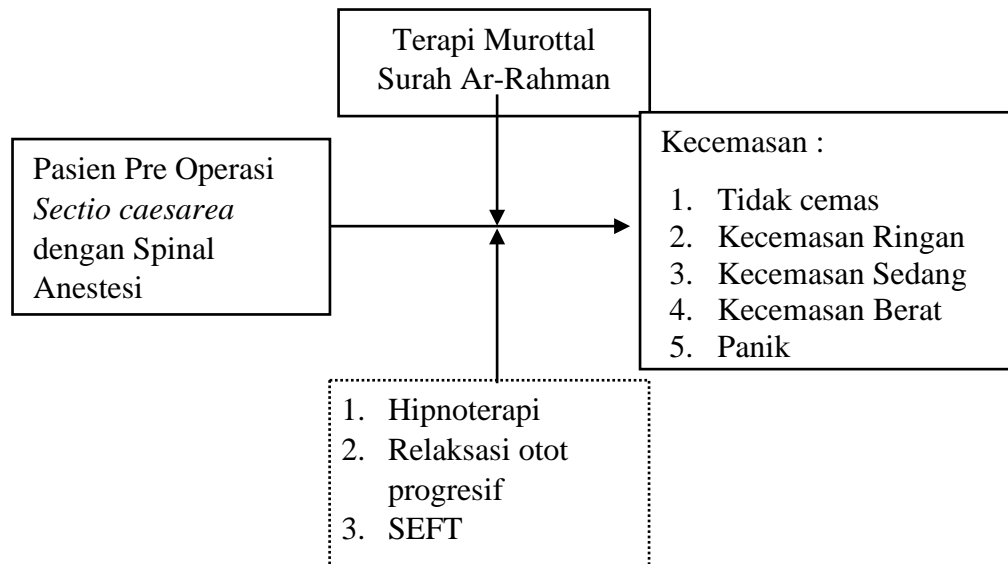 Terapi Murottal
Surah Ar-Rahman
Pasien Pre Operasi
Sectio caesarea
dengan Spinal
Anestesi
Kecemasan :
1. Tidak cemas
2. Kecemasan Ringan
3. Kecemasan Sedang
4. Kecemasan Berat
5. Panik
1. Hipnoterapi
2. Relaksasi otot
progresif
3. SEFT